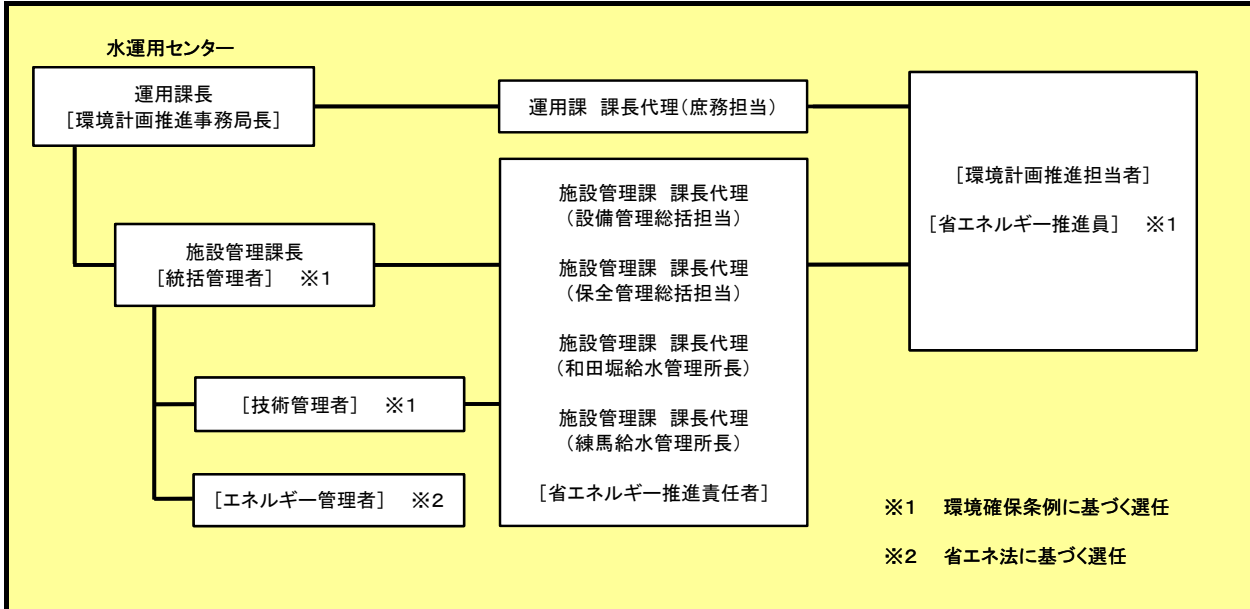 水運用センター
運用課長
[環境計画推進事務局長]
運用課 課長代理(庶務担当)
施設管理課長
[統括管理者] ※1
[技術管理者] ※1
[エネルギー管理者] ※2
施設管理課 課長代理
(設備管理総括担当)
施設管理課 課長代理
(保全管理総括担当)
施設管理課 課長代理
(和田堀給水管理所長)
施設管理課 課長代理
(練馬給水管理所長)
[省エネルギー推進責任者]
[環境計画推進担当者]
[省エネルギー推進員] ※1
※1 環境確保条例に基づく選任
※2 省エネ法に基づく選任